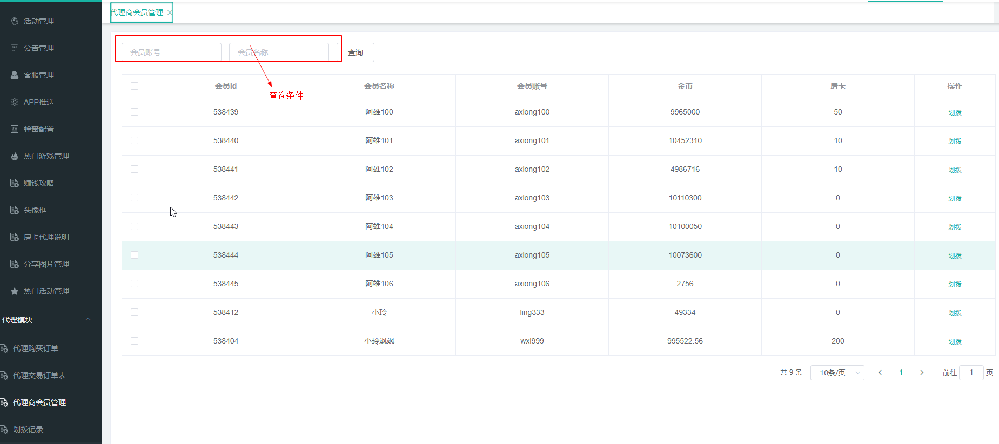 代理商会员管理 ×
活动管理
公告管理
客服管理
APP推送
弹窗配置
热门游戏管理
赚钱攻略
头像框
房卡代理说明
分享图片管理
热门活动管理
代理模块
代理购买订单
代理交易订单表
代理商会员管理
划拨记录
会员账号 会员名称 查询
查询条件
会员id 会员名称 会员账号 金币 房卡 操作
538439 阿雄100 axiong100 9965000 50 划拨
538440 阿雄101 axiong101 10452310 10 划拨
538441 阿雄102 axiong102 4986716 10 划拨
538442 阿雄103 axiong103 10110300 0 划拨
538443 阿雄104 axiong104 10100050 0 划拨
538444 阿雄105 axiong105 10073600 0 划拨
538445 阿雄106 axiong106 2756 0 划拨
538412 小玲 ling333 49334 0 划拨
538404 小玲飒飒 wxl999 995522.56 200 划拨
共 9 条 10条/页 1 前往 1 页